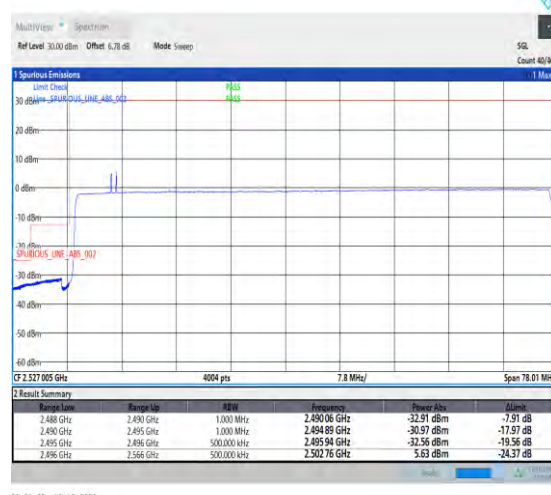 MultiView Spectrum
Ref Level 30.00 dBm Offset 6.78 dB Mode Sweep SGL
Count 40/4
1 Spurious Emissions 1 Max
Limit Check PASS
Line _SPURIOUS_LINE_ABS_002 PASS
30 dBm
20 dBm
10 dBm
0 dBm
-10 dBm
-20 dBm
SPURIOUS_LINE_ABS_002
-30 dBm
-40 dBm
-50 dBm
-60 dBm
CF 2.527 005 GHz 4004 pts 7.8 MHz/ Span 78.01 MH
2 Result Summary
Range Low Range Up RBW Frequency Power Abs ΔLimit
2.488 GHz 2.490 GHz 1.000 MHz 2.490 06 GHz -32.91 dBm -7.91 dB
2.490 GHz 2.495 GHz 1.000 MHz 2.494 89 GHz -30.97 dBm -17.97 dB
2.495 GHz 2.496 GHz 500.000 kHz 2.495 94 GHz -32.56 dBm -19.56 dB
2.496 GHz 2.566 GHz 500.000 kHz 2.502 76 GHz 5.63 dBm -24.37 dB